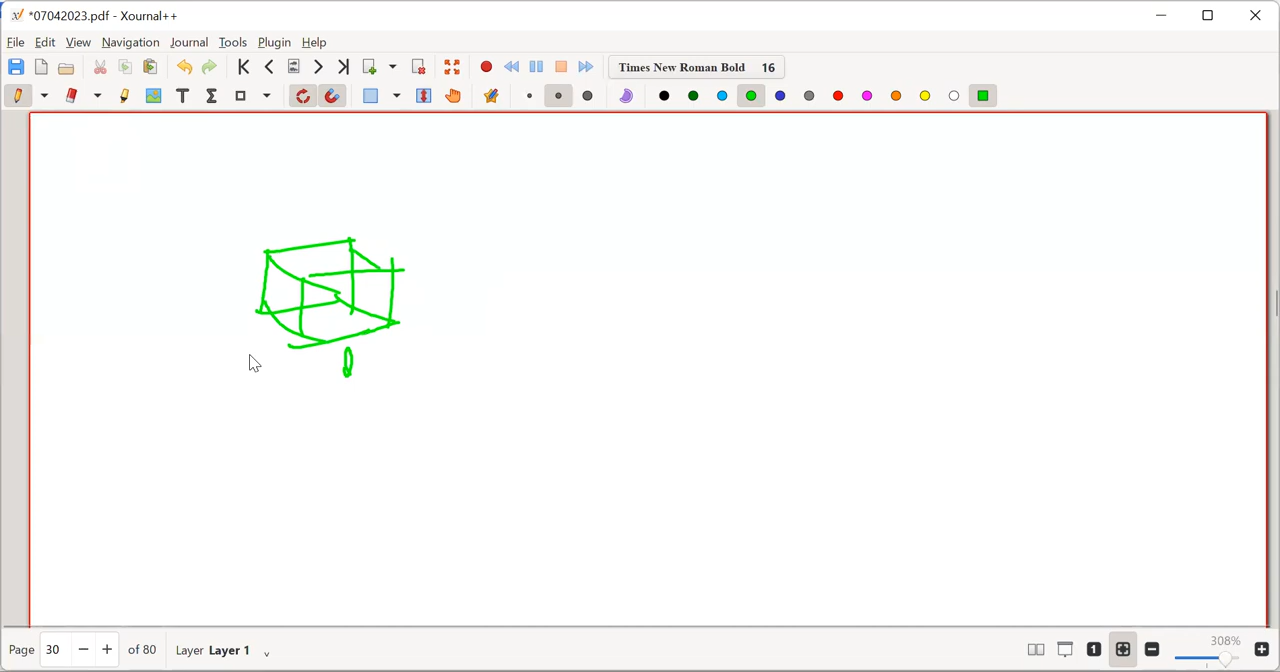 *07042023.pdf - Xournal++
File Edit View Navigation Journal Tools Plugin Help
Times New Roman Bold 16
Page 30 of 80 Layer Layer 1 308%